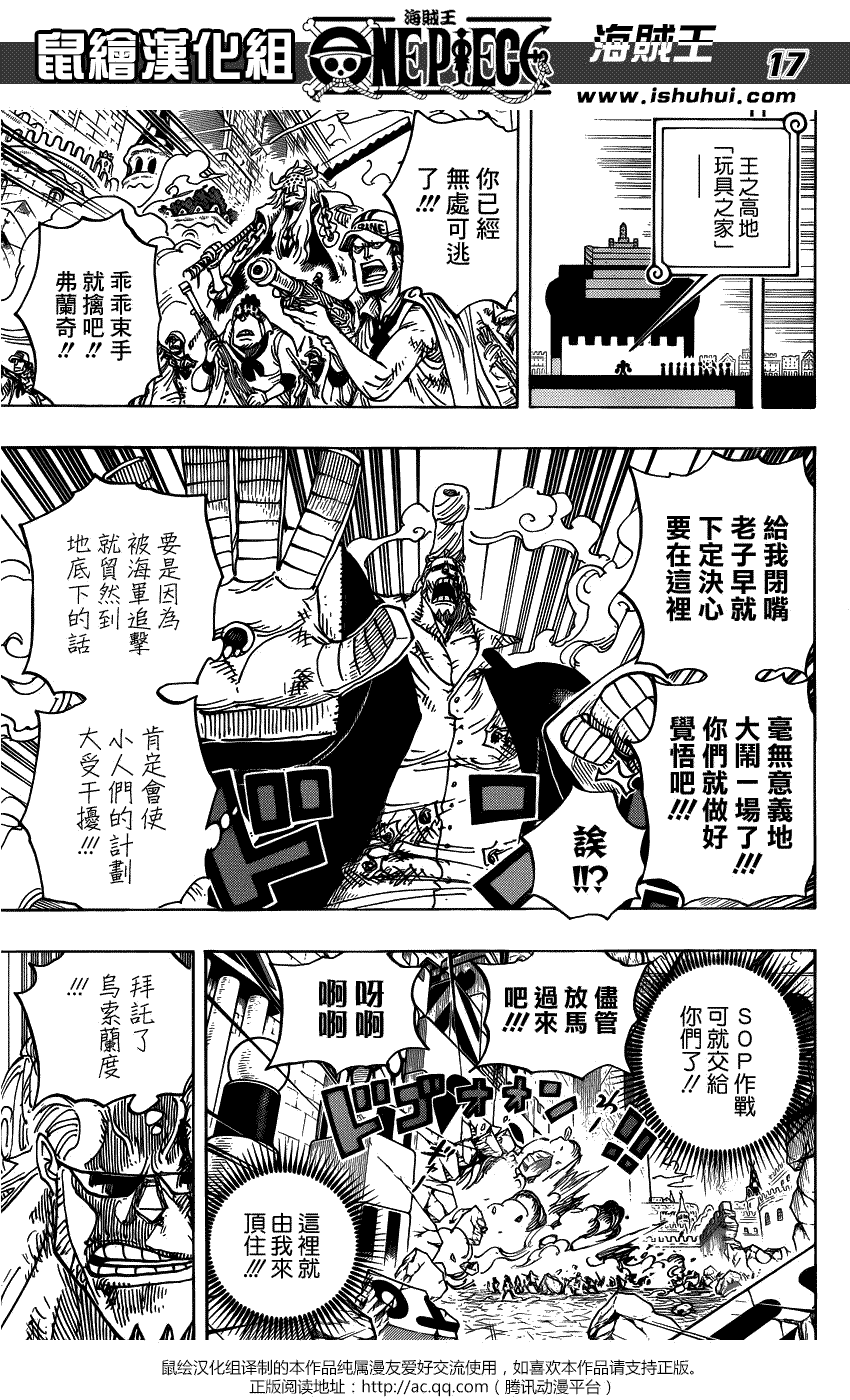 鼠繪漢化組
海賊王
ONE PIECE
海賊王
17
www.ishuhui.com
王之高地
「玩具之家」
──
你已經
無處可逃
了!!!
乖乖束手
就擒吧!!
弗蘭奇!!
給我閉嘴
老子早就
下定決心
要在這裡
毫無意義地
大鬧一場了!!!
你們就做好
覺悟吧!!!
誒!!?
要是因為
被海軍追擊
就貿然到
地底下的話
肯定會使
小人們的計劃
大受干擾!!!
ド
SOP作戰
可就交給
你們了!!
儘管
放馬
過來
吧!!!
呀啊
啊啊
ドゴォオン
!!
這裡就
由我來
頂住!!!
拜託了
烏索蘭度
!!!
鼠绘汉化组译制的本作品纯属漫友爱好交流使用，如喜欢本作品请支持正版。
正版阅读地址：http://ac.qq.com（腾讯动漫平台）